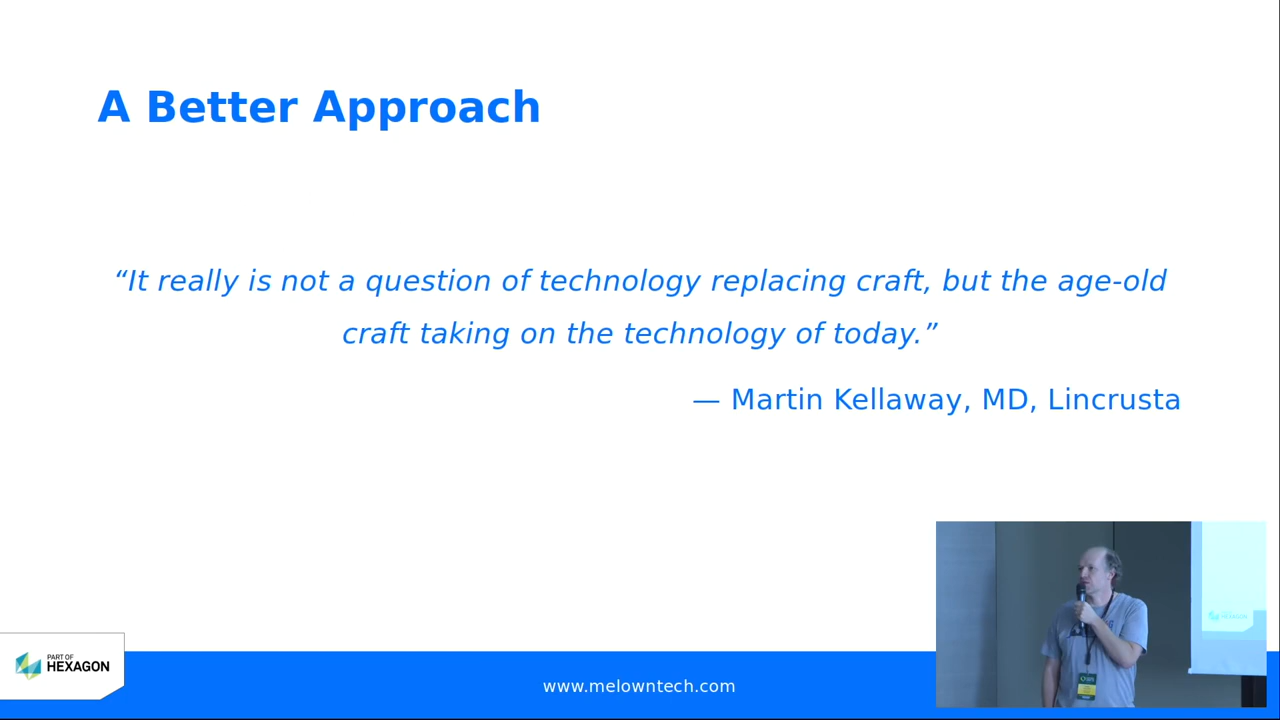 A Better Approach
“It really is not a question of technology replacing craft, but the age-old
craft taking on the technology of today.”
— Martin Kellaway, MD, Lincrusta
PART OF
HEXAGON
www.melowntech.com